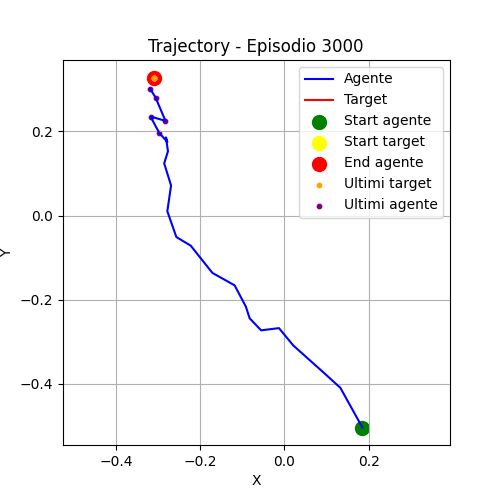 Trajectory - Episodio 3000
Agente
Target
Start agente
Start target
End agente
Ultimi target
Ultimi agente
Y
0.2
0.0
−0.2
−0.4
−0.4
−0.2
0.0
0.2
X